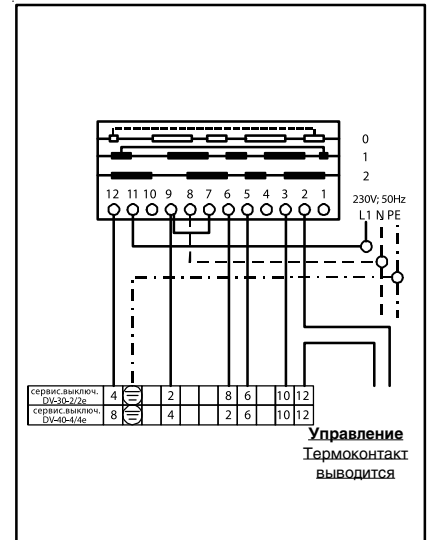 0
1
2
12 11 10 9 8 7 6 5 4 3 2 1
230V; 50Hz
L1 N PE
сервис.выключ. DV-30-2/2e 4 2 8 6 10 12
сервис.выключ. DV-40-4/4e 8 4 2 6 10 12
Управление
Термоконтакт
выводится